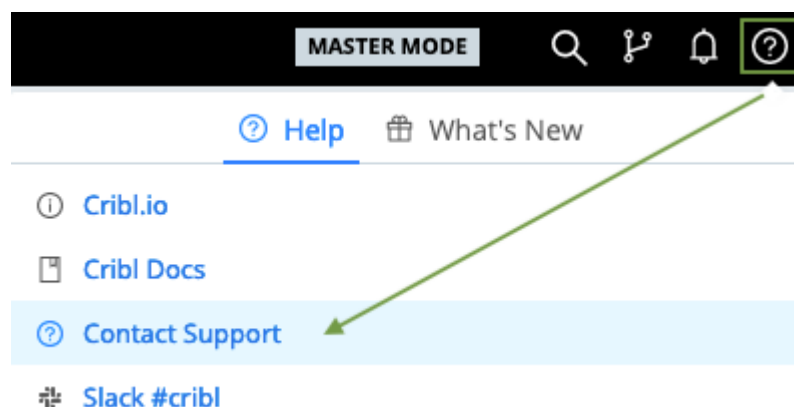 MASTER MODE
Help What's New
Cribl.io
Cribl Docs
Contact Support
Slack #cribl